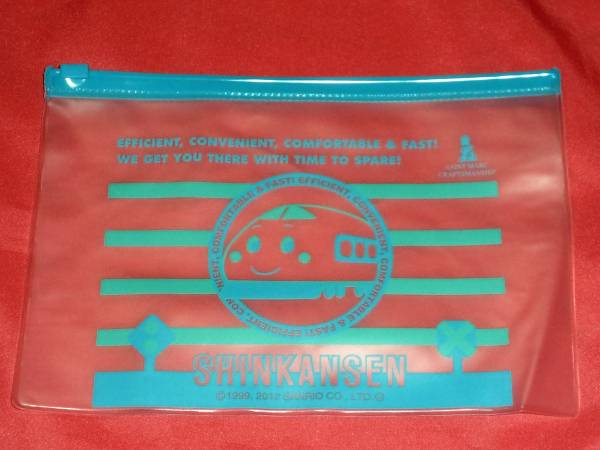 EFFICIENT, CONVENIENT, COMFORTABLE & FAST!
WE GET YOU THERE WITH TIME TO SPARE!
SAINT MARC
CRAFTSMANSHIP
COMFORTABLE & FAST! EFFICIENT, CONVENIENT, COMFORTABLE & FAST! EFFICIENT, CONVENIENT,
SHINKANSEN
©1999, 2012 SANRIO CO., LTD.